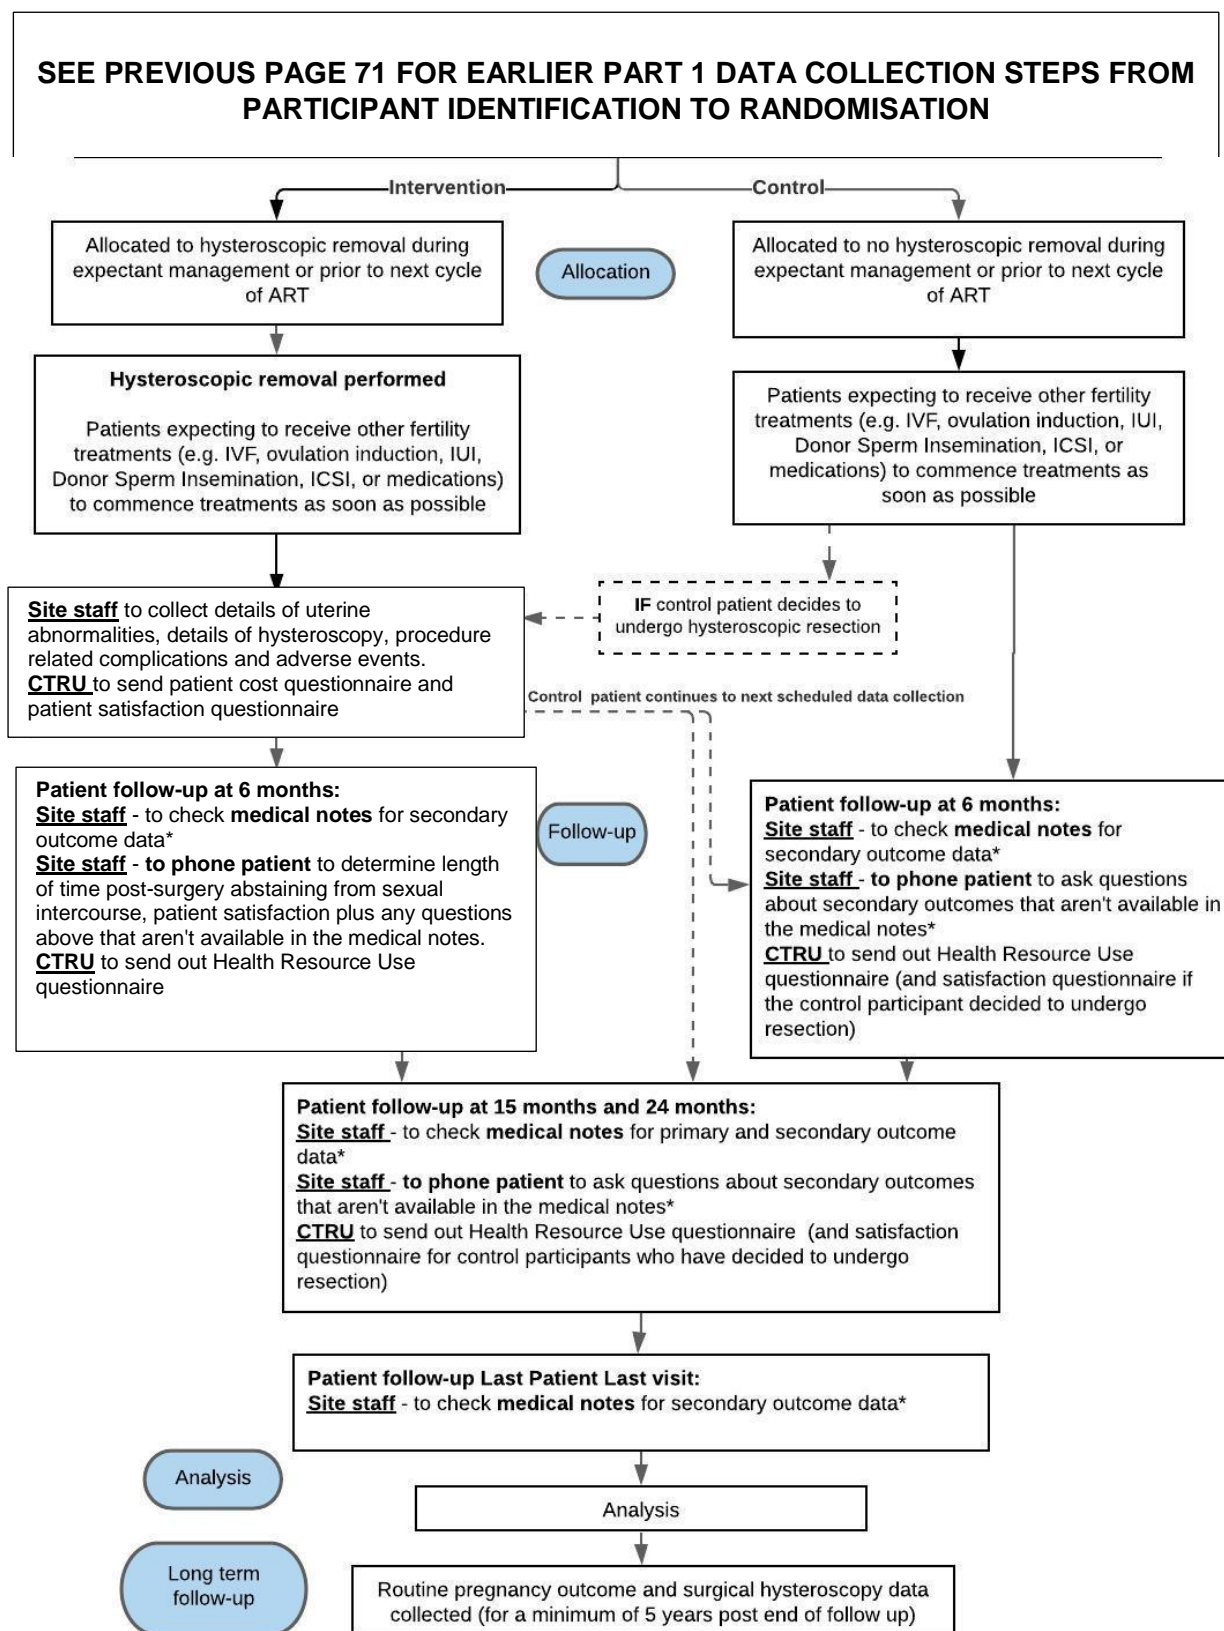 SEE PREVIOUS PAGE 71 FOR EARLIER PART 1 DATA COLLECTION STEPS FROM
PARTICIPANT IDENTIFICATION TO RANDOMISATION
Intervention
Control
Allocated to hysteroscopic removal during
expectant management or prior to next cycle
of ART
Allocation
Allocated to no hysteroscopic removal during
expectant management or prior to next cycle
of ART
Hysteroscopic removal performed
Patients expecting to receive other fertility
treatments (e.g. IVF, ovulation induction, IUI,
Donor Sperm Insemination, ICSI, or medications)
to commence treatments as soon as possible
Patients expecting to receive other fertility
treatments (e.g. IVF, ovulation induction, IUI,
Donor Sperm Insemination, ICSI, or
medications) to commence treatments as
soon as possible
IF control patient decides to
undergo hysteroscopic resection
Site staff to collect details of uterine
abnormalities, details of hysteroscopy, procedure
related complications and adverse events.
CTRU to send patient cost questionnaire and
patient satisfaction questionnaire
Control patient continues to next scheduled data collection
Patient follow-up at 6 months:
Site staff - to check medical notes for secondary
outcome data*
Site staff - to phone patient to determine length
of time post-surgery abstaining from sexual
intercourse, patient satisfaction plus any questions
above that aren't available in the medical notes.
CTRU to send out Health Resource Use
questionnaire
Follow-up
Patient follow-up at 6 months:
Site staff - to check medical notes for
secondary outcome data*
Site staff - to phone patient to ask questions
about secondary outcomes that aren't available in
the medical notes*
CTRU to send out Health Resource Use
questionnaire (and satisfaction questionnaire if
the control participant decided to undergo
resection)
Patient follow-up at 15 months and 24 months:
Site staff - to check medical notes for primary and secondary outcome
data*
Site staff - to phone patient to ask questions about secondary outcomes
that aren't available in the medical notes*
CTRU to send out Health Resource Use questionnaire (and satisfaction
questionnaire for control participants who have decided to undergo
resection)
Patient follow-up Last Patient Last visit:
Site staff - to check medical notes for secondary outcome data*
Analysis
Analysis
Long term
follow-up
Routine pregnancy outcome and surgical hysteroscopy data
collected (for a minimum of 5 years post end of follow up)